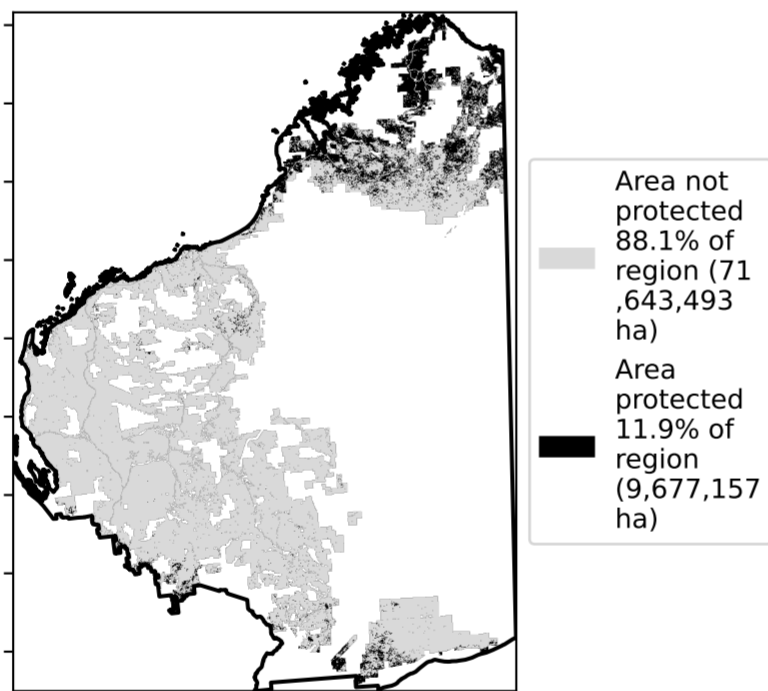 Area not
protected
88.1% of
region (71
,643,493
ha)
Area
protected
11.9% of
region
(9,677,157
ha)